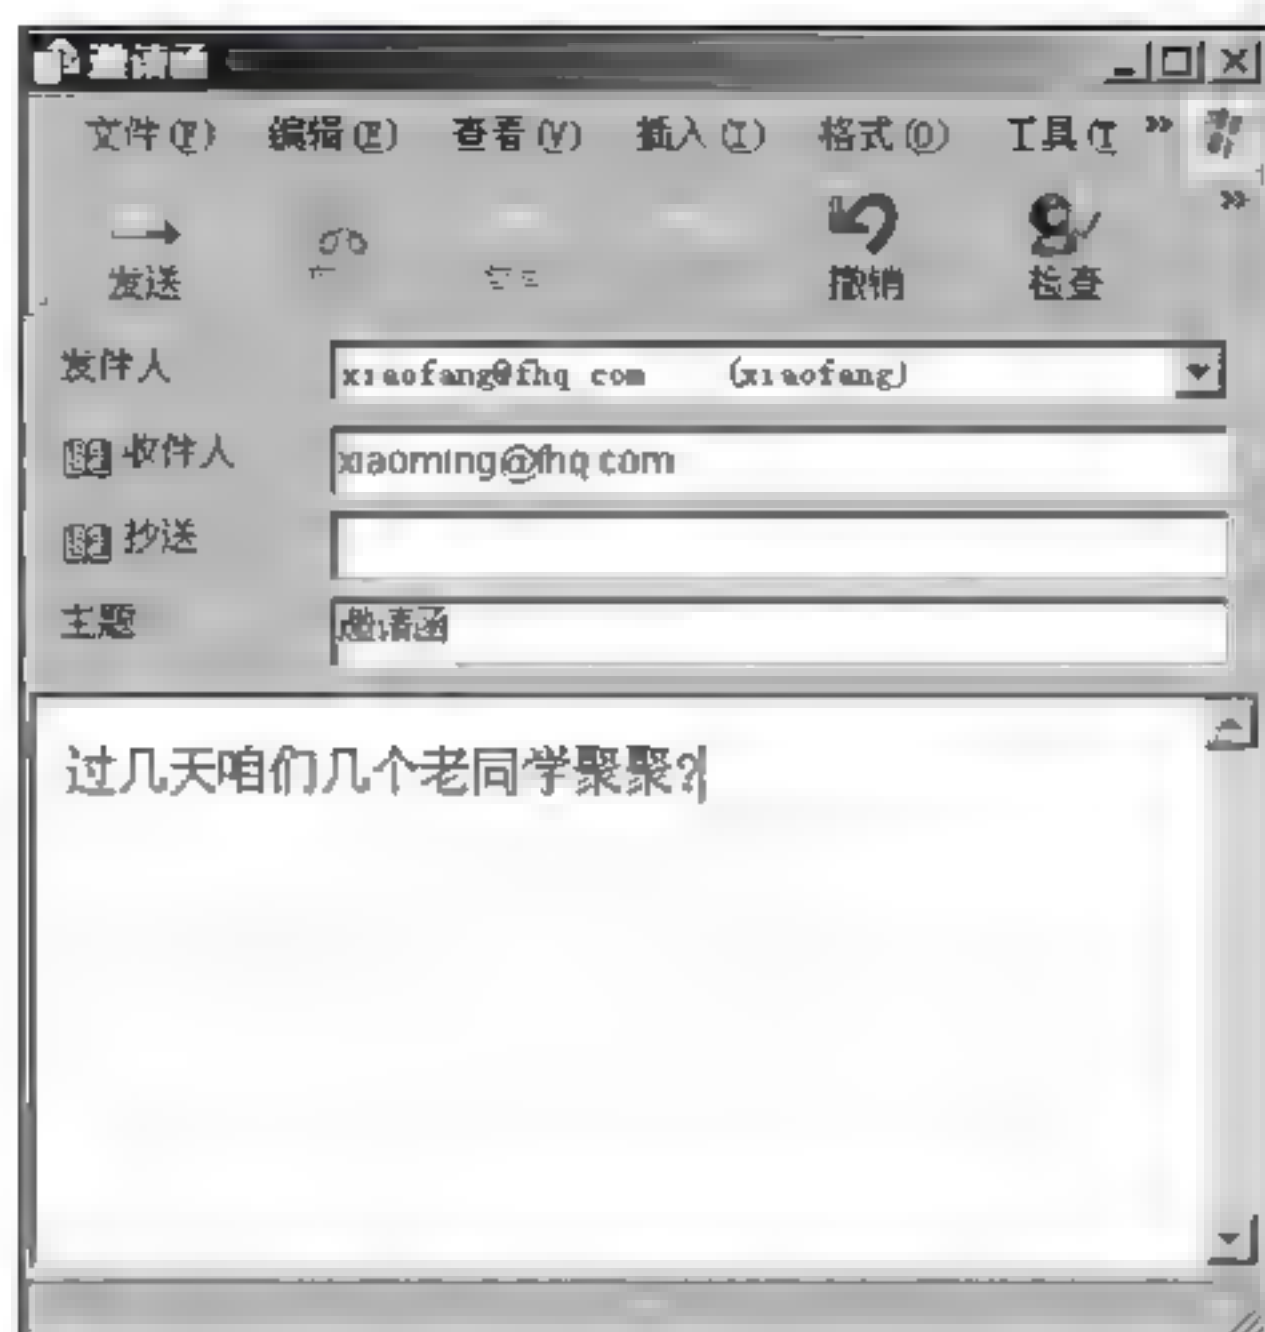 邀请函
文件(F) 编辑(E) 查看(V) 插入(I) 格式(O) 工具(T »
»
发送 撤销 检查
发件人 xiaofang@fhq com (xiaofang)
收件人 xiaoming@fhq com
抄送
主题 邀请函
过几天咱们几个老同学聚聚?